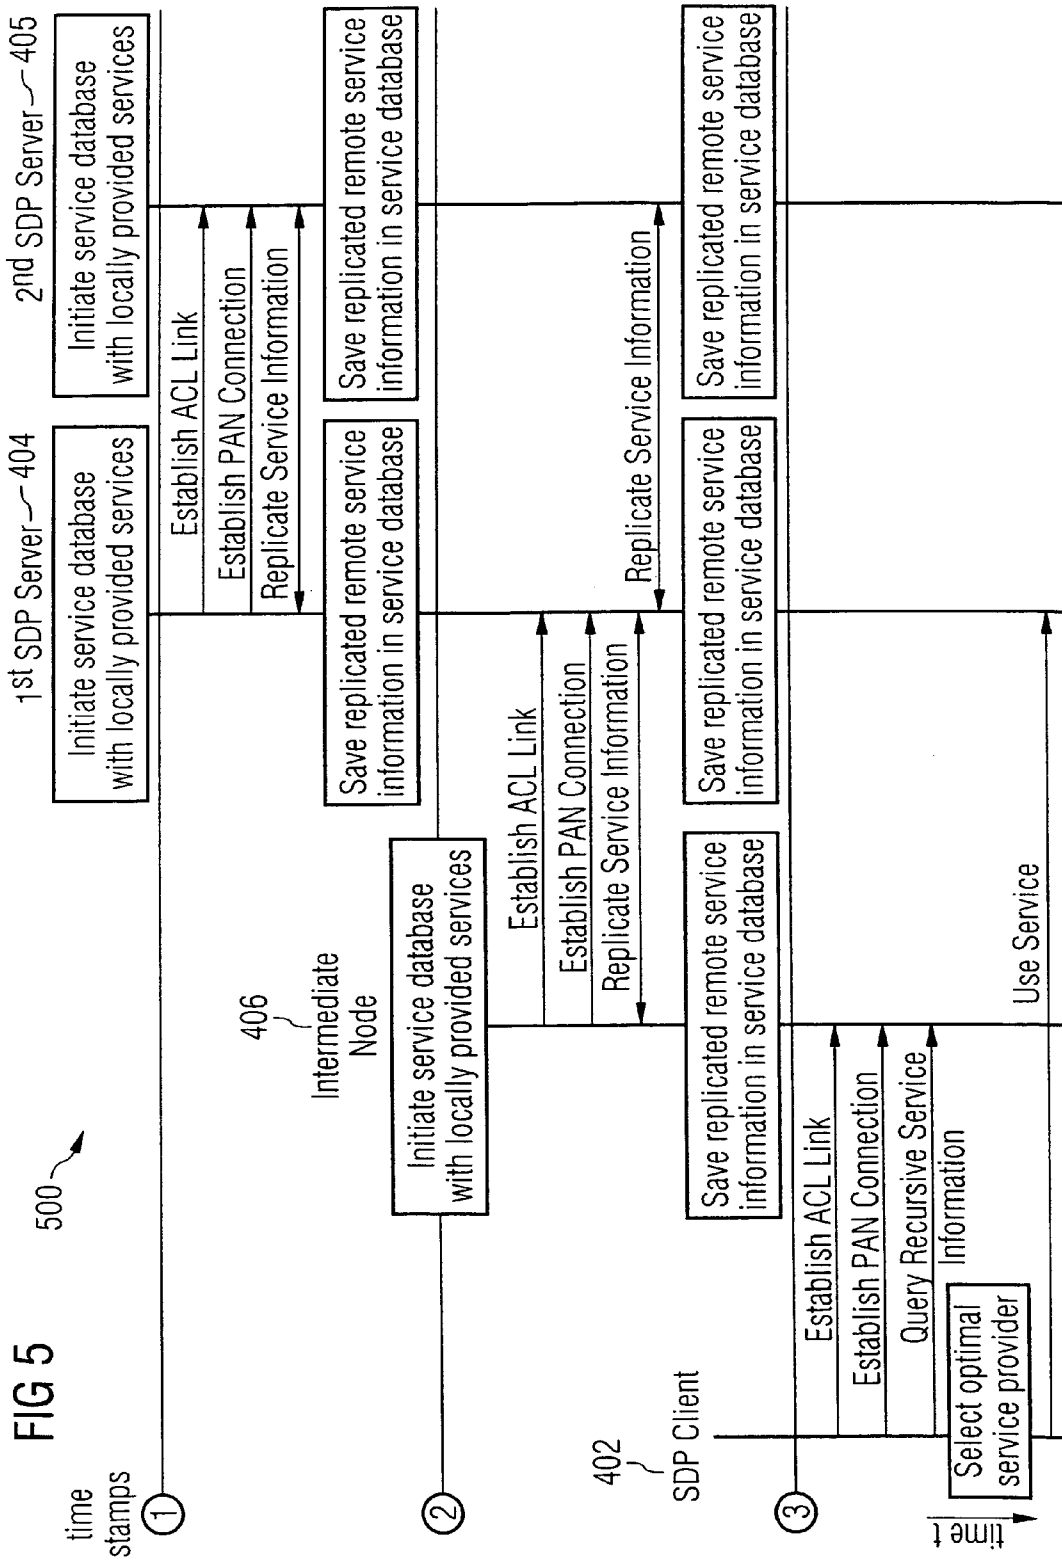 FIG 5
500
time
stamps
1st SDP Server 404
2nd SDP Server 405
Initiate service database
with locally provided services
Initiate service database
with locally provided services
1
Establish ACL Link
Establish PAN Connection
Replicate Service Information
Save replicated remote service
information in service database
Save replicated remote service
information in service database
406
Intermediate
Node
2
Initiate service database
with locally provided services
Establish ACL Link
Establish PAN Connection
Replicate Service Information
Replicate Service Information
Save replicated remote service
information in service database
Save replicated remote service
information in service database
Save replicated remote service
information in service database
402
SDP Client
3
Establish ACL Link
Establish PAN Connection
Query Recursive Service
Information
Select optimal
service provider
Use Service
time t